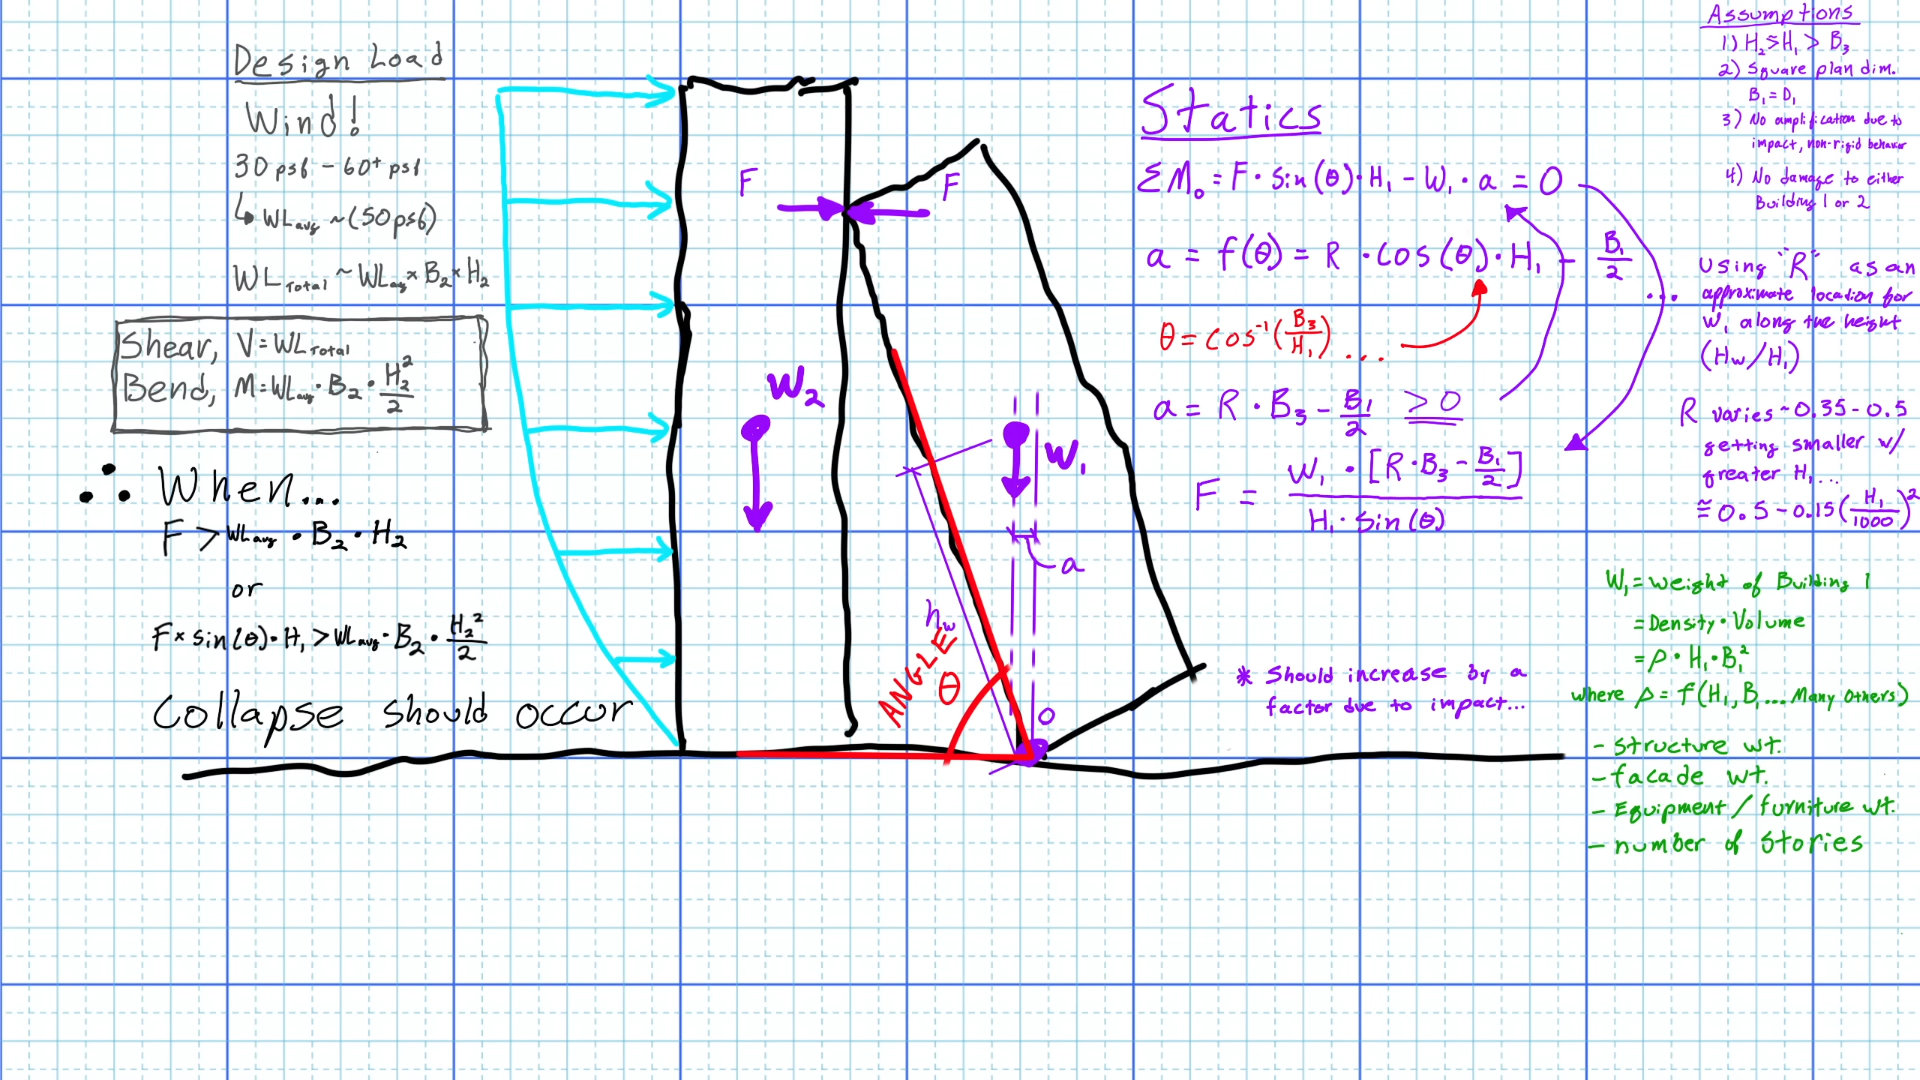 Design Load
Wind!
30 psf - 60+ psf
↳ WLavg ~ (50 psf)
WLTotal ~ WLavg × B2 × H2
Shear, V = WLTotal
Bend, M = WLavg · B2 · H2²/2
∴ When...
F > WLavg · B2 · H2
or
F × sin(θ) · H1 > WLavg · B2 · H2²/2
Collapse should occur
F
F
W2
W1
a
hw
ANGLE
θ
O
Statics
ΣMo = F · Sin(θ) · H1 - W1 · a = 0
a = f(θ) = R · cos(θ) · H1 - B1/2
θ = cos⁻¹(B3/H1) ...
a = R · B3 - B1/2 ≥ 0
F = W1 · [R · B3 - B1/2] / H1 · sin(θ)
* Should increase by a
factor due to impact...
Assumptions
1) H2 ≥ H1 > B3
2) Square plan dim.
B1 = D1
3) No amplification due to
impact, non-rigid behavior
4) No damage to either
Building 1 or 2
... Using "R" as an
approximate location for
W1 along the height
(Hw/H1)
R varies ~ 0.35 - 0.5
getting smaller w/
greater H1...
≅ 0.5 - 0.15(H1/1000)²
W1 = weight of Building 1
= Density · Volume
= ρ · H1 · B1²
where ρ = f(H1, B1 ... Many Others)
- Structure wt.
- facade wt.
- Equipment / furniture wt.
- number of Stories